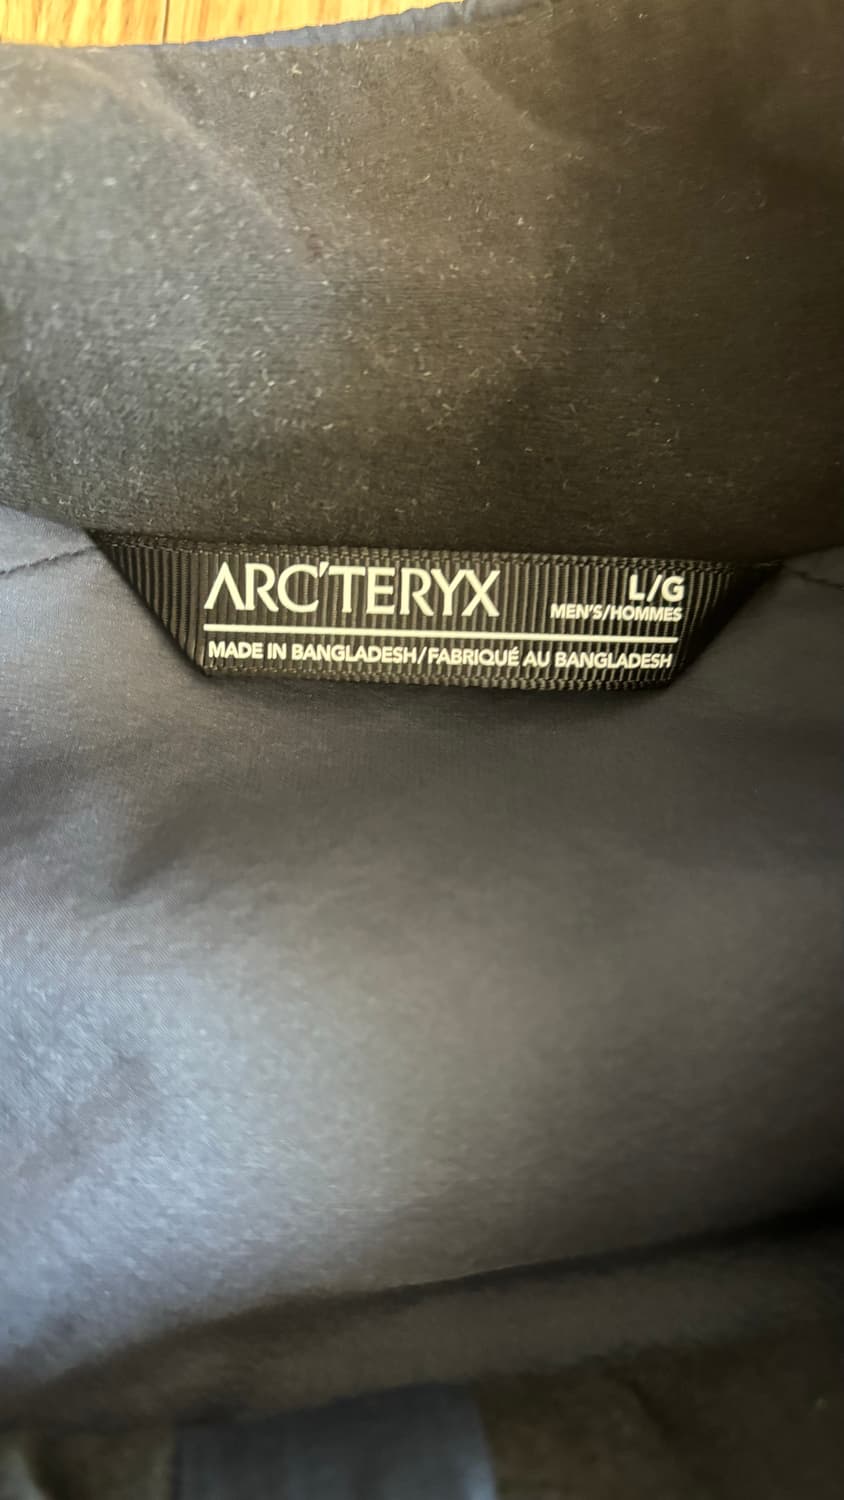 ARC'TERYX
L/G
MEN'S/HOMMES
MADE IN BANGLADESH/FABRIQUÉ AU BANGLADESH